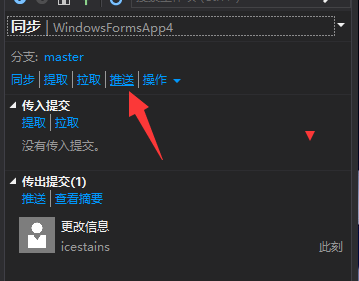 同步 WindowsFormsApp4
分支: master
同步 提取 拉取 推送 操作
传入提交
提取 拉取
没有传入提交。
传出提交(1)
推送 查看摘要
更改信息
icestains 此刻